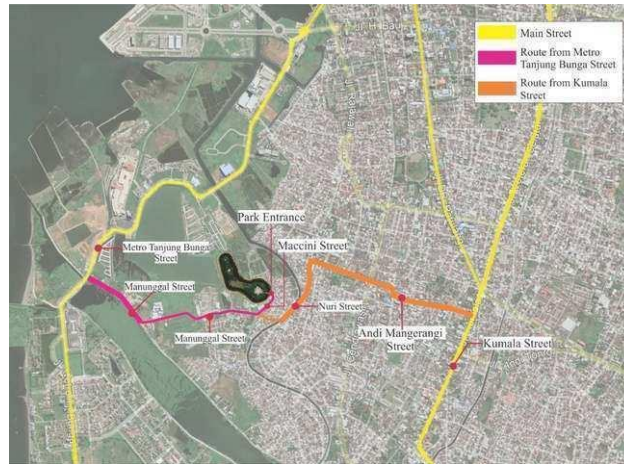 Main Street
Route from Metro
Tanjung Bunga Street
Route from Kumala
Street
Park Entrance
Maccini Street
Metro Tanjung Bunga
Street
Manunggal Street
Nuri Street
Manunggal Street
Andi Mangerangi
Street
Kumala Street